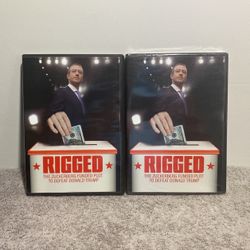 RIGGED
THE ZUCKERBERG FUNDED PLOT
TO DEFEAT DONALD TRUMP
RIGGED
THE ZUCKERBERG FUNDED PLOT
TO DEFEAT DONALD TRUMP